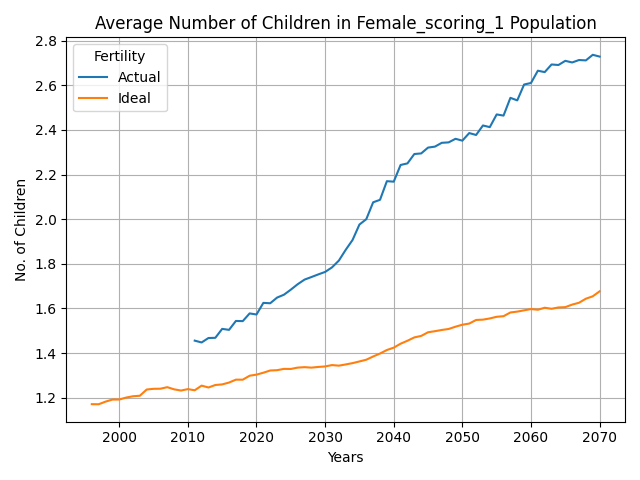 Average Number of Children in Female_scoring_1 Population
Fertility
Actual
Ideal
No. of Children
2.8
2.6
2.4
2.2
2.0
1.8
1.6
1.4
1.2
2000 2010 2020 2030 2040 2050 2060 2070
Years